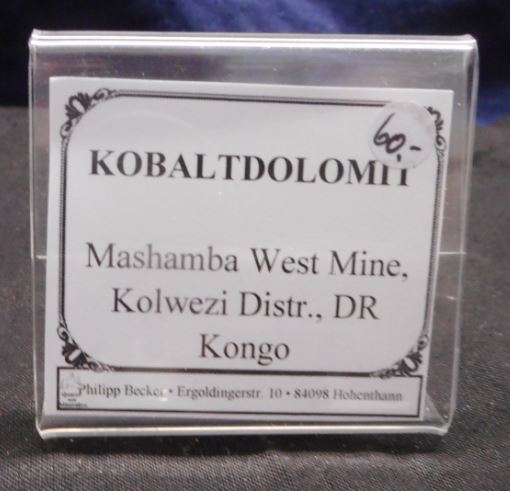 60,-
KOBALTDOLOMIT
Mashamba West Mine,
Kolwezi Distr., DR
Kongo
Philipp Becker • Ergoldingerstr. 10 • 84098 Hohenthann